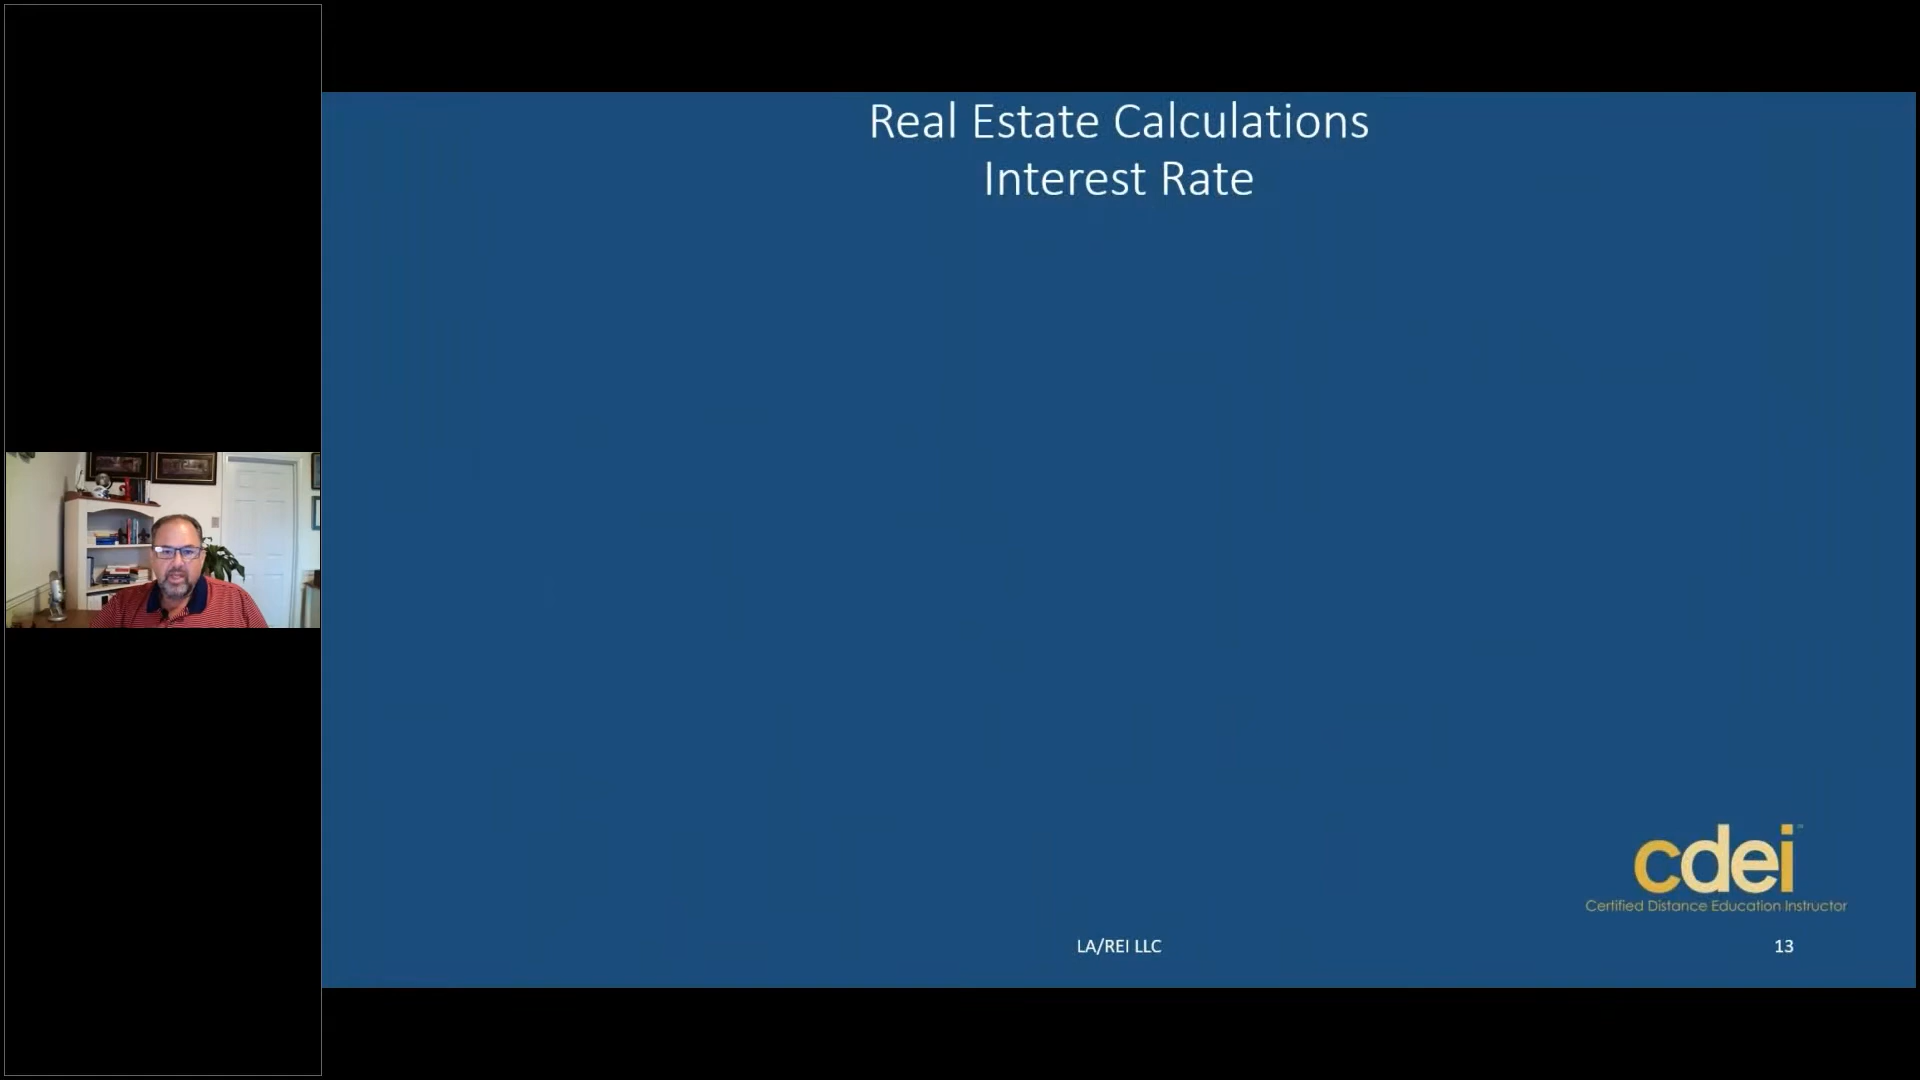 Real Estate Calculations
Interest Rate
cdei
Certified Distance Education Instructor
LA/REI LLC
13